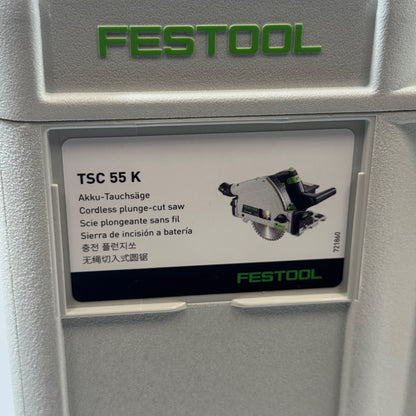 FESTOOL
TSC 55 K
Akku-Tauchsäge
Cordless plunge-cut saw
Scie plongeante sans fil
Sierra de incisión a batería
충전 플런지쏘
无绳切入式圆锯
721860
FESTOOL